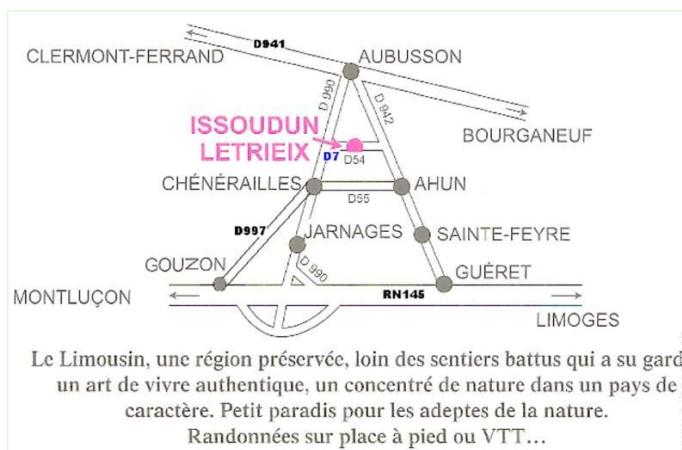 D941
CLERMONT-FERRAND
AUBUSSON
D 990
D 942
BOURGANEUF
ISSOUDUN
LETRIEIX
D7
D54
CHÉNÉRAILLES
AHUN
D55
D997
JARNAGES
SAINTE-FEYRE
GOUZON
D 990
GUÉRET
MONTLUÇON
RN145
LIMOGES
Le Limousin, une région préservée, loin des sentiers battus qui a su gard
un art de vivre authentique, un concentré de nature dans un pays de
caractère. Petit paradis pour les adeptes de la nature.
Randonnées sur place à pied ou VTT...